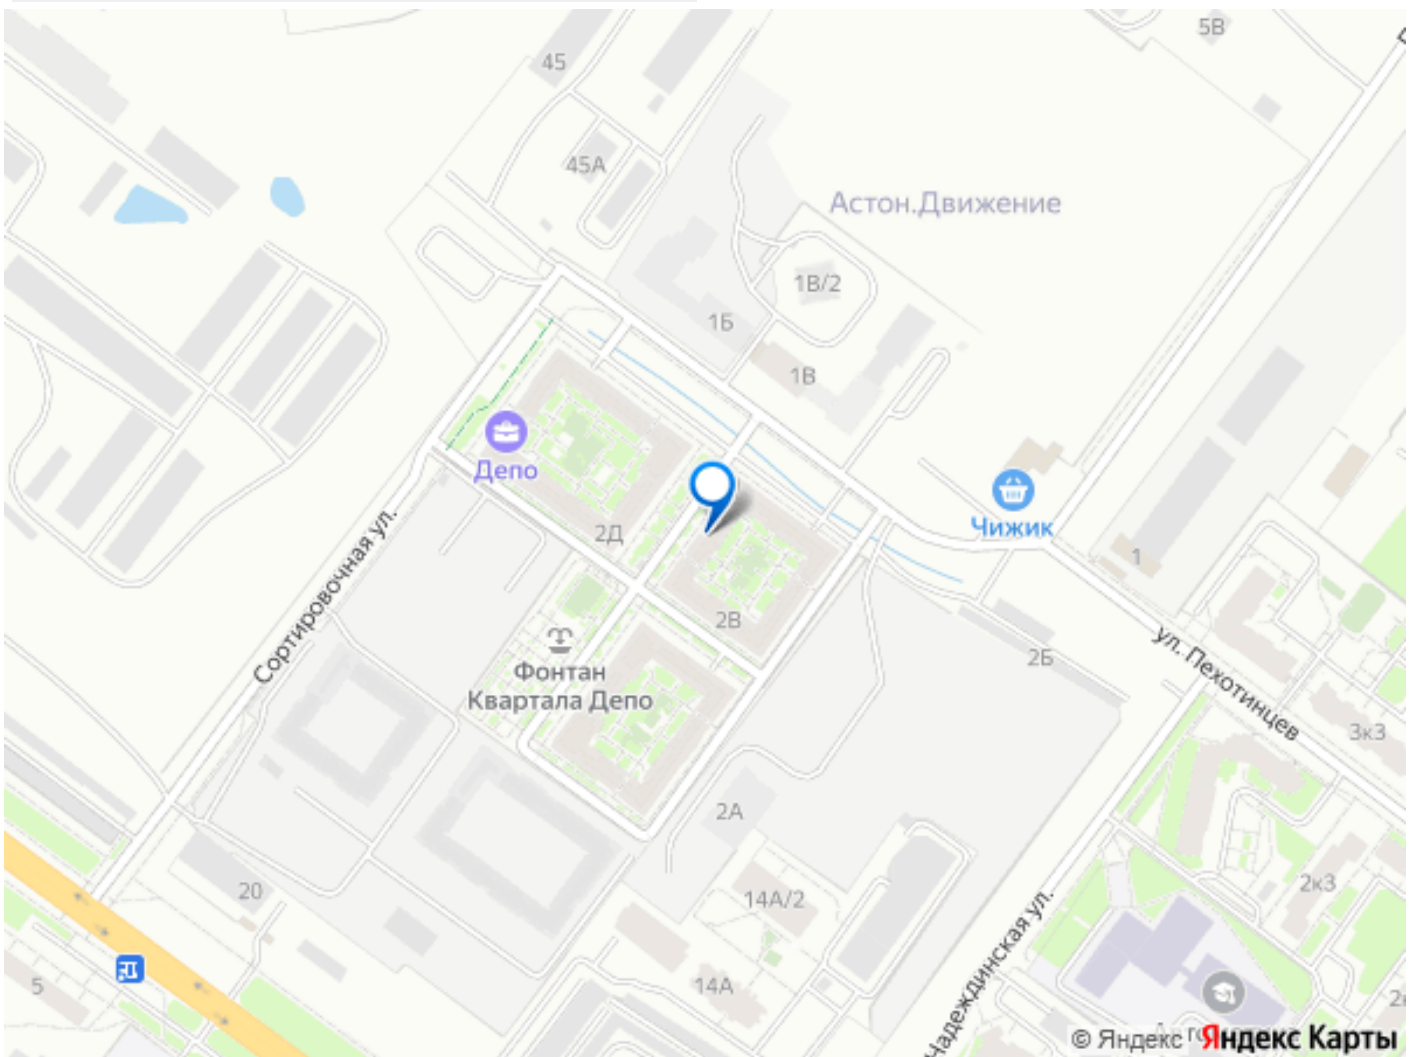 5В
45
45А
Астон.Движение
1В/2
1Б
1В
Депо
Чижик
2Д
1
Сортировочная ул.
2В
2Б
ул. Пехотинцев
Фонтан
Квартала Депо
3к3
2А
20
14А/2
2к3
Надеждинская ул.
5
14А
© Яндекс Яндекс Карты